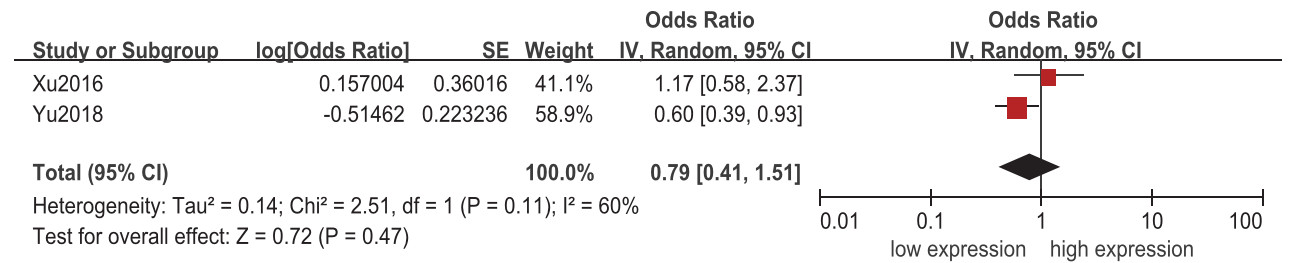 Odds Ratio Odds Ratio
Study or Subgroup log[Odds Ratio] SE Weight IV, Random, 95% CI IV, Random, 95% CI
Xu2016 0.157004 0.36016 41.1% 1.17 [0.58, 2.37]
Yu2018 -0.51462 0.223236 58.9% 0.60 [0.39, 0.93]
Total (95% CI) 100.0% 0.79 [0.41, 1.51]
Heterogeneity: Tau² = 0.14; Chi² = 2.51, df = 1 (P = 0.11); I² = 60%
Test for overall effect: Z = 0.72 (P = 0.47)
0.01 0.1 1 10 100
low expression high expression